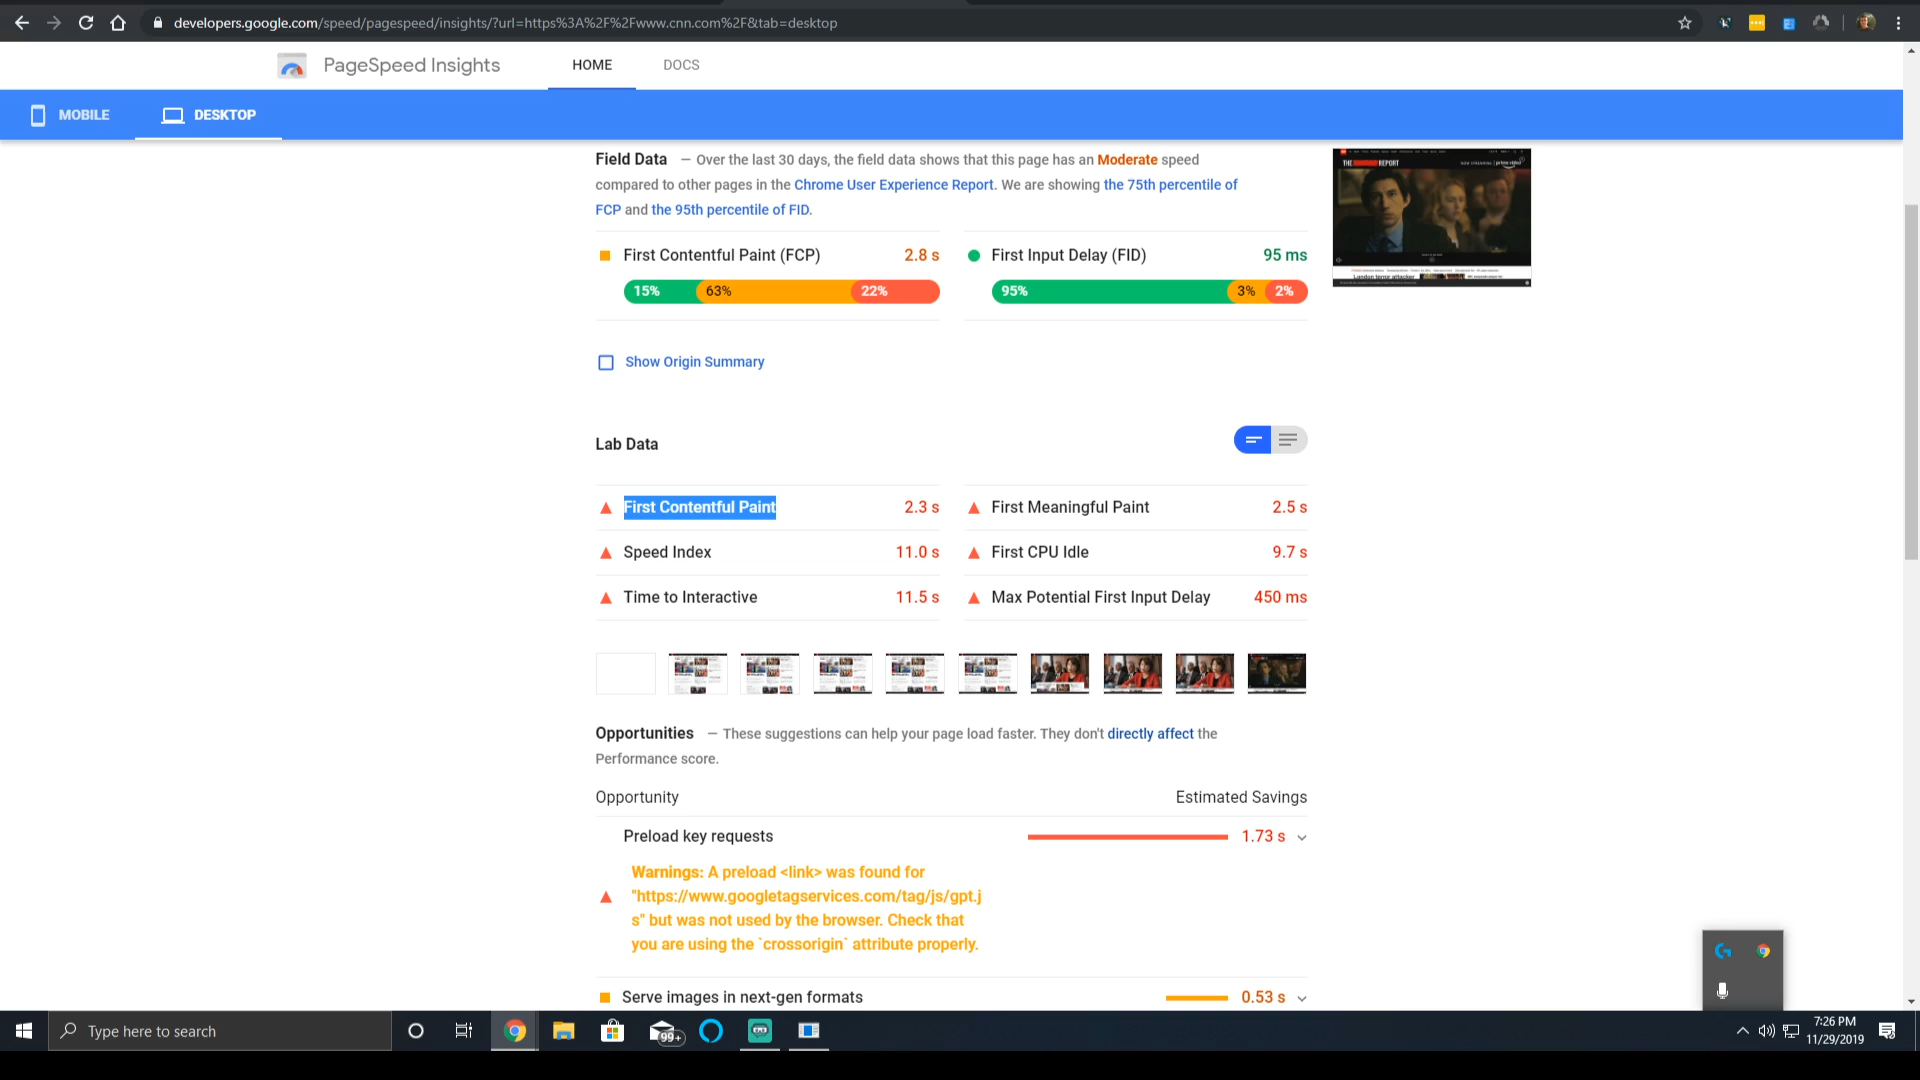 developers.google.com/speed/pagespeed/insights/?url=https%3A%2F%2Fwww.cnn.com%2F&tab=desktop
PageSpeed Insights
HOME
DOCS
MOBILE
DESKTOP
Field Data — Over the last 30 days, the field data shows that this page has an Moderate speed
compared to other pages in the Chrome User Experience Report. We are showing the 75th percentile of
FCP and the 95th percentile of FID.
First Contentful Paint (FCP) 2.8 s
15% 63% 22%
First Input Delay (FID) 95 ms
95% 3% 2%
THE REPORT
London terror attacker
Show Origin Summary
Lab Data
First Contentful Paint 2.3 s
First Meaningful Paint 2.5 s
Speed Index 11.0 s
First CPU Idle 9.7 s
Time to Interactive 11.5 s
Max Potential First Input Delay 450 ms
Opportunities — These suggestions can help your page load faster. They don't directly affect the
Performance score.
Opportunity Estimated Savings
Preload key requests 1.73 s
Warnings: A preload <link> was found for
"https://www.googletagservices.com/tag/js/gpt.j
s" but was not used by the browser. Check that
you are using the `crossorigin` attribute properly.
Serve images in next-gen formats 0.53 s
Type here to search
99+
7:26 PM
11/29/2019